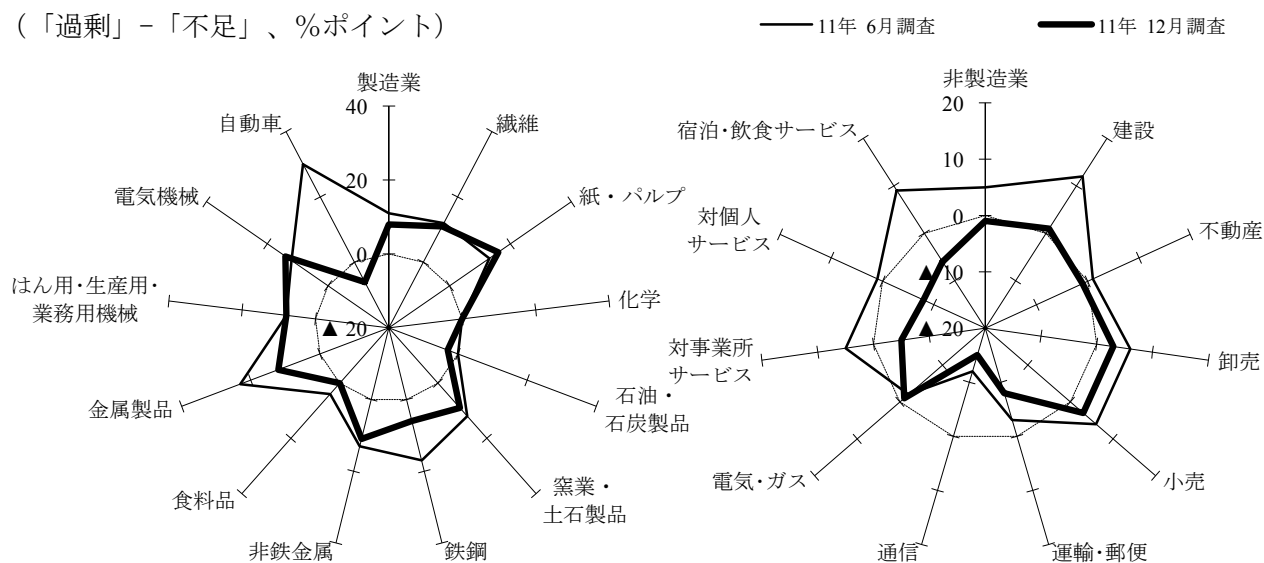 （「過剰」－「不足」、％ポイント）
11年 6月調査
11年 12月調査
製造業
40
20
0
▲ 20
繊維
紙・パルプ
化学
石油・
石炭製品
窯業・
土石製品
鉄鋼
非鉄金属
食料品
金属製品
はん用･生産用･
業務用機械
電気機械
自動車
非製造業
20
10
0
▲ 10
▲ 20
建設
不動産
卸売
小売
運輸･郵便
通信
電気･ガス
対事業所
サービス
対個人
サービス
宿泊･飲食サービス